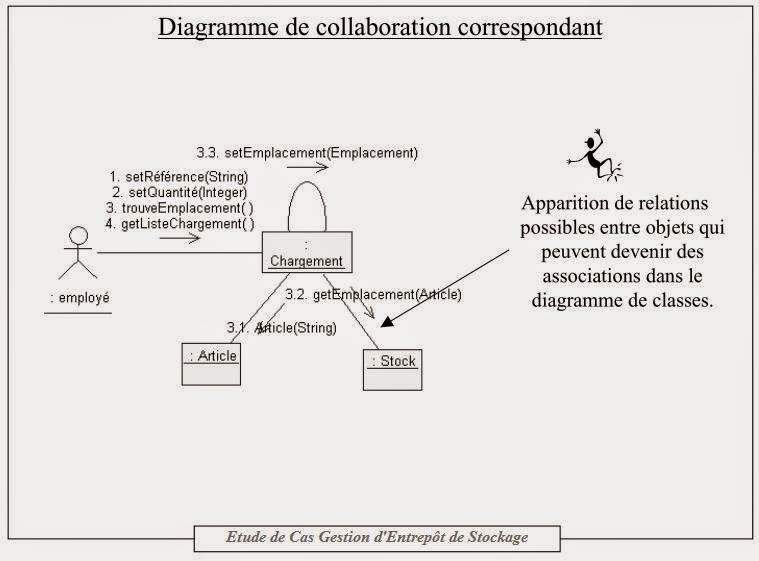 Diagramme de collaboration correspondant
3.3. setEmplacement(Emplacement)
1. setRéférence(String)
2. setQuantité(Integer)
3. trouveEmplacement( )
4. getListeChargement( )
: employé
:
Chargement
3.2. getEmplacement(Article)
3.1. Article(String)
: Article
: Stock
Apparition de relations
possibles entre objets qui
peuvent devenir des
associations dans le
diagramme de classes.
Etude de Cas Gestion d'Entrepôt de Stockage